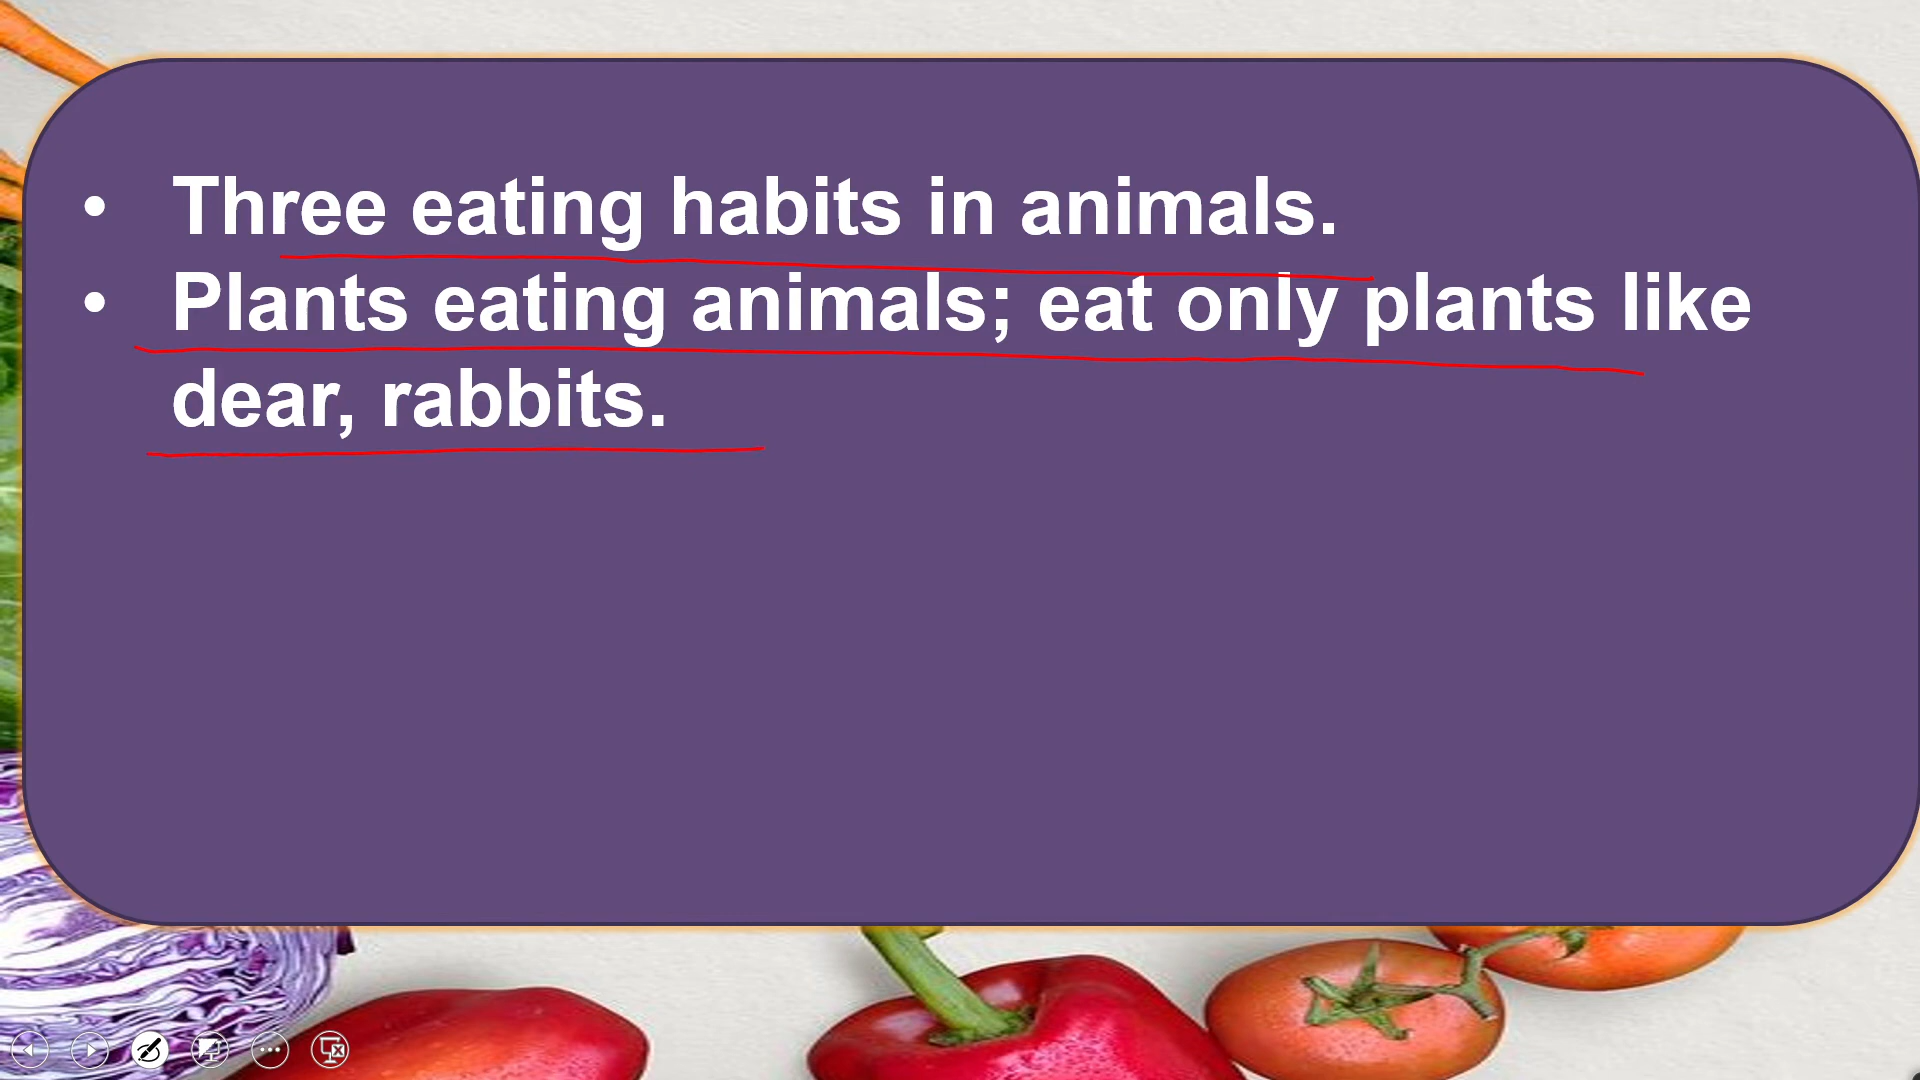 • Three eating habits in animals.
• Plants eating animals; eat only plants like
dear, rabbits.